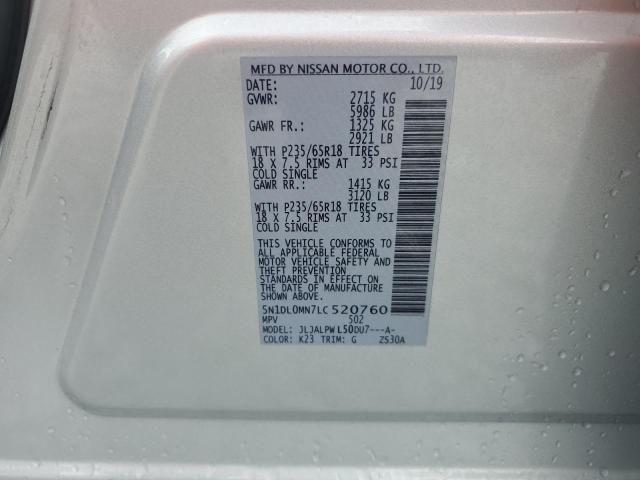 MFD BY NISSAN MOTOR CO., LTD.
DATE: 10/19
GVWR: 2715 KG
5986 LB
GAWR FR.: 1325 KG
2921 LB
WITH P235/65R18 TIRES
18 X 7.5 RIMS AT 33 PSI
COLD SINGLE
GAWR RR.: 1415 KG
3120 LB
WITH P235/65R18 TIRES
18 X 7.5 RIMS AT 33 PSI
COLD SINGLE
THIS VEHICLE CONFORMS TO
ALL APPLICABLE FEDERAL
MOTOR VEHICLE SAFETY AND
THEFT PREVENTION
STANDARDS IN EFFECT ON
THE DATE OF MANUFACTURE
SHOWN ABOVE.
5N1DL0MN7LC520760
MPV 502
MODEL: JLJALPWL50DU7---A-
COLOR: K23 TRIM: G ZS30A